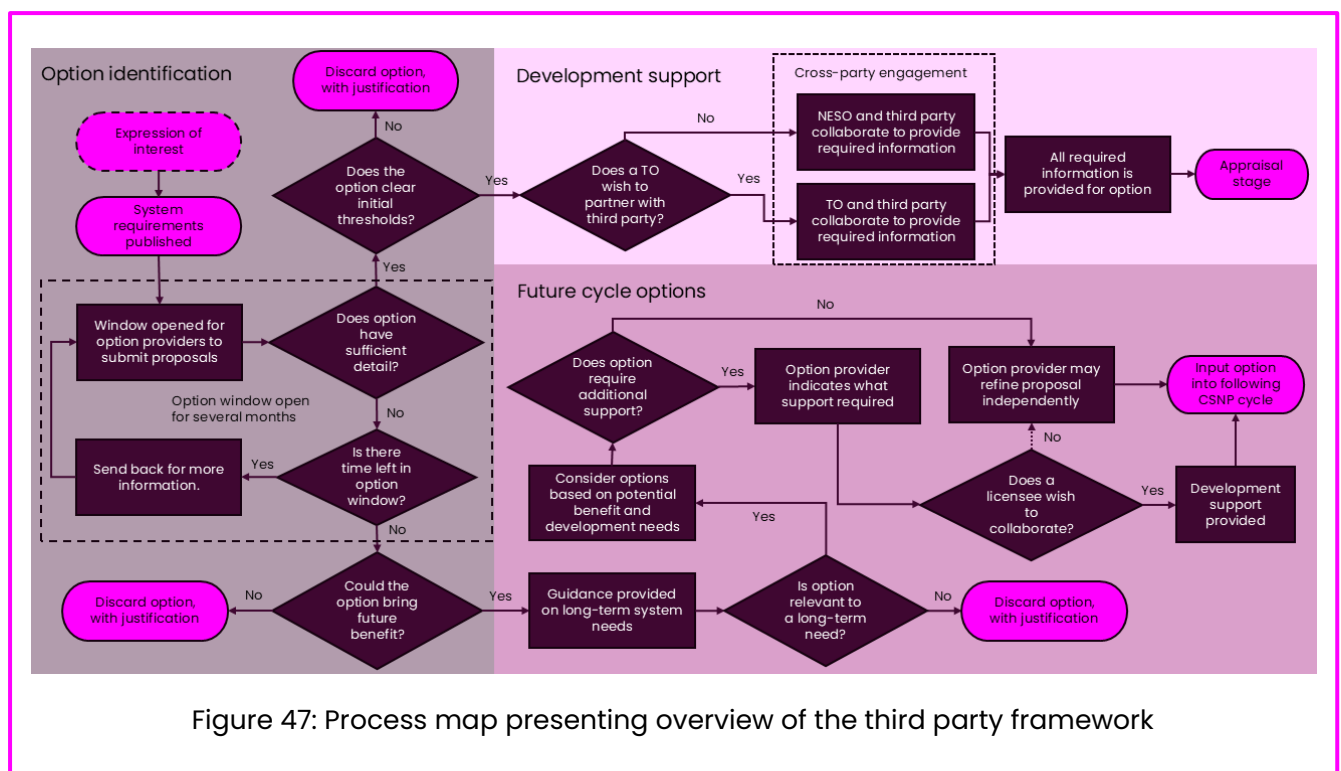 Option identification
Expression of
interest
System
requirements
published
Discard option,
with justification
No
Does the
option clear
initial
thresholds?
Yes
Yes
Window opened for
option providers to
submit proposals
Does option
have
sufficient
detail?
Option window open
for several months
No
Send back for more
information.
Yes
Is there
time left in
option
window?
No
Discard option,
with justification
No
Could the
option bring
future
benefit?
Yes
Development support
No
Does a TO
wish to
partner with
third party?
Yes
Cross-party engagement
NESO and third party
collaborate to provide
required information
TO and third party
collaborate to provide
required information
All required
information is
provided for option
Appraisal
stage
Future cycle options
No
Does option
require
additional
support?
Yes
Option provider
indicates what
support required
Option provider may
refine proposal
independently
Input option
into following
CSNP cycle
No
Consider options
based on potential
benefit and
development needs
Yes
Does a
licensee wish
to
collaborate?
Yes
Development
support
provided
Guidance provided
on long-term system
needs
Is option
relevant to
a long-term
need?
No
Discard option,
with justification
Figure 47: Process map presenting overview of the third party framework